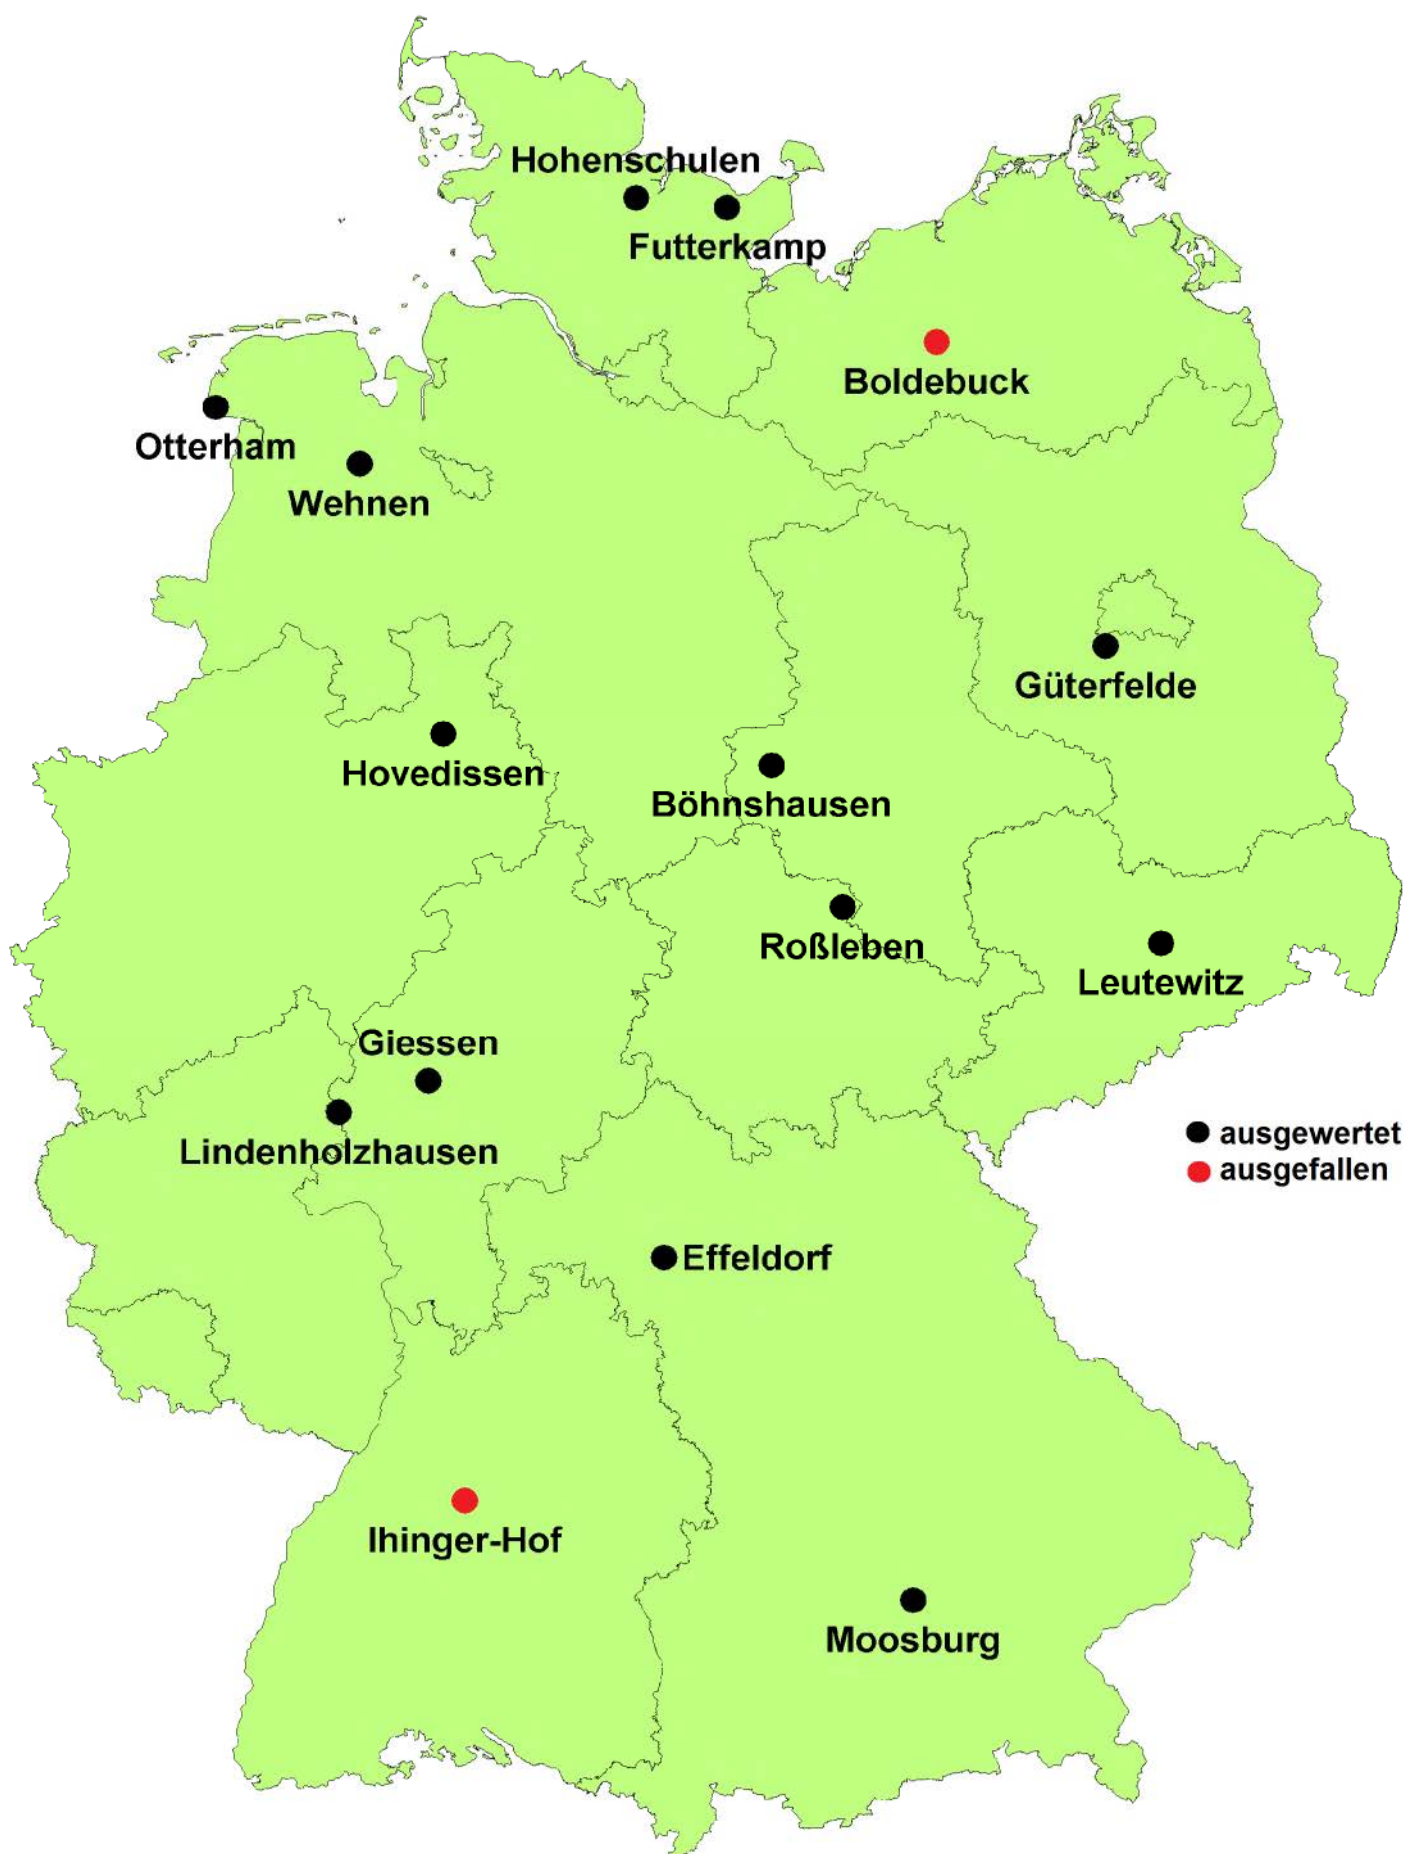 Hohenschulen
Futterkamp
Boldebuck
Otterham
Wehnen
Güterfelde
Hovedissen
Böhnshausen
Roßleben
Leutewitz
Giessen
Lindenholzhausen
ausgewertet
ausgefallen
Effeldorf
Ihinger-Hof
Moosburg